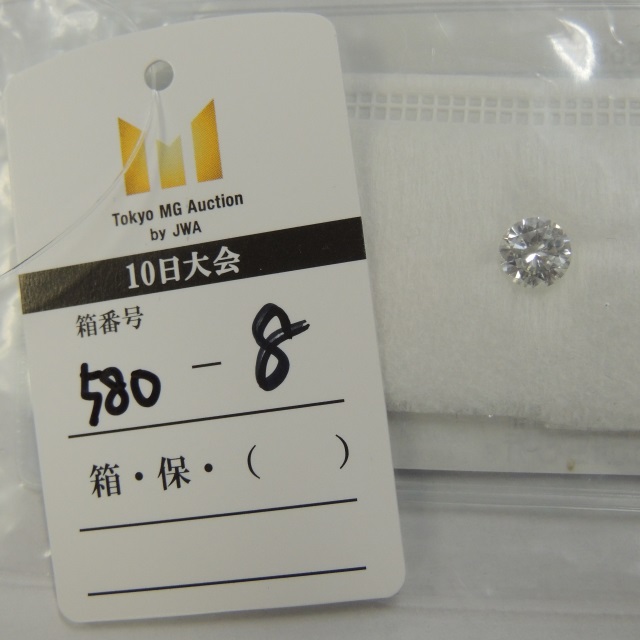 Tokyo MG Auction
by JWA
10日大会
箱番号
580 - 8
箱・保・(　　)